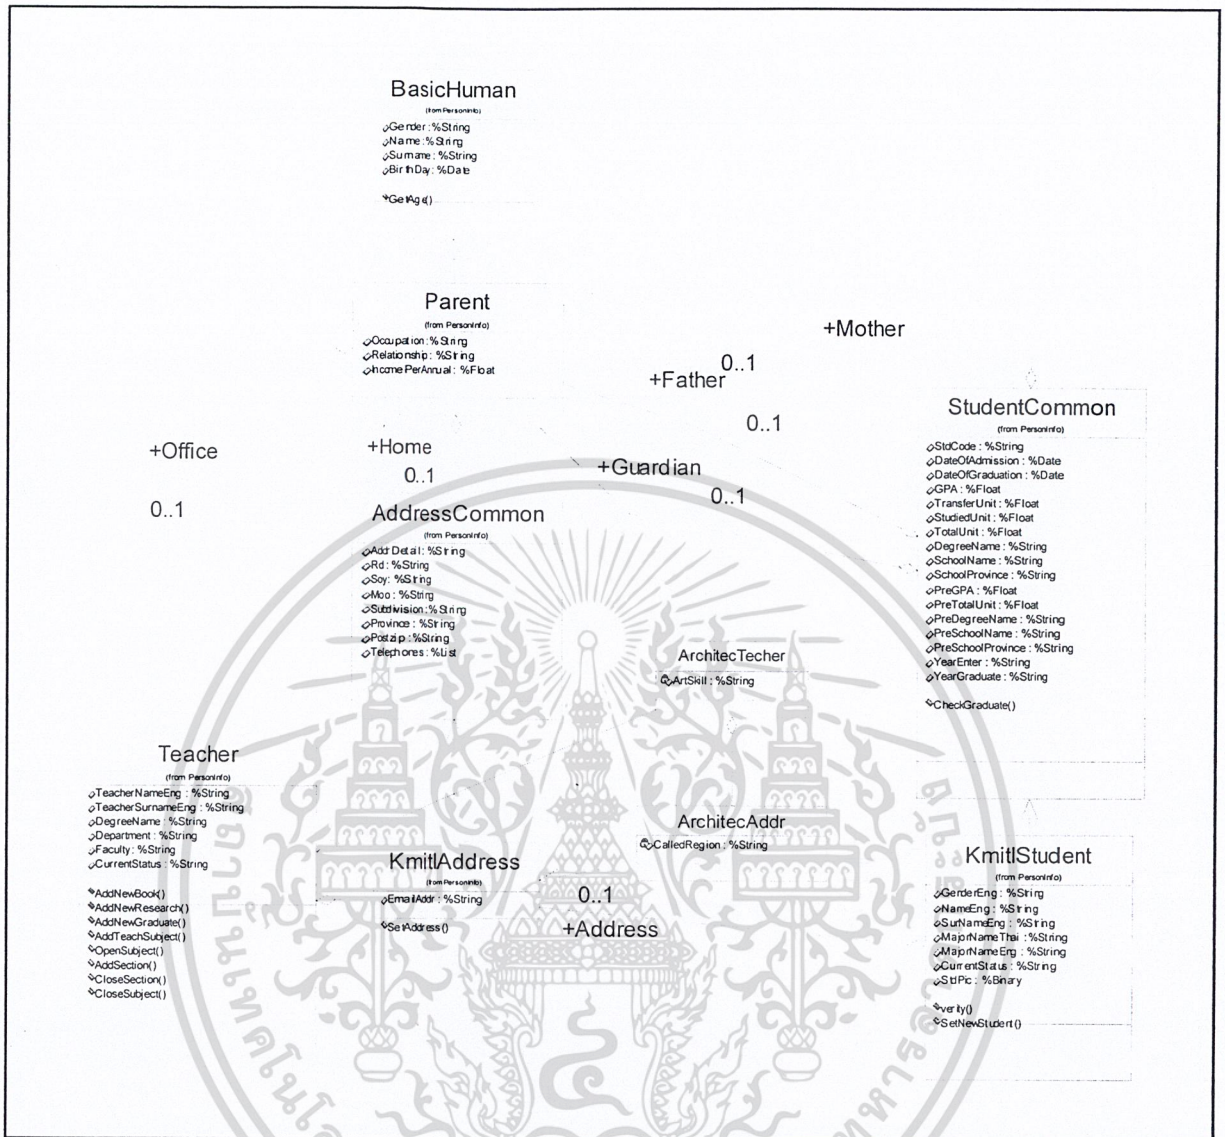 BasicHuman
(from PersonInfo)
Gender : %String
Name : %String
Surname : %String
BirthDay : %Date
GetAge()
Parent
(from PersonInfo)
Occupation : %String
Relationship : %String
IncomePerAnnual : %Float
+Mother
0..1
+Father
0..1
+Guardian
0..1
+Office
0..1
+Home
0..1
AddressCommon
(from PersonInfo)
AddrDetail : %String
Rd : %String
Soy : %String
Moo : %String
Subdivision : %String
Province : %String
Postzip : %String
Telephones : %List
StudentCommon
(from PersonInfo)
StdCode : %String
DateOfAdmission : %Date
DateOfGraduation : %Date
GPA : %Float
TransferUnit : %Float
StudiedUnit : %Float
TotalUnit : %Float
DegreeName : %String
SchoolName : %String
SchoolProvince : %String
PreGPA : %Float
PreTotalUnit : %Float
PreDegreeName : %String
PreSchoolName : %String
PreSchoolProvince : %String
YearEnter : %String
YearGraduate : %String
CheckGraduate()
ArchitecTecher
ArtSkill : %String
Teacher
(from PersonInfo)
TeacherNameEng : %String
TeacherSurnameEng : %String
DegreeName : %String
Department : %String
Faculty : %String
CurrentStatus : %String
AddNewBook()
AddNewResearch()
AddNewGraduate()
AddTeachSubject()
OpenSubject()
AddSection()
CloseSection()
CloseSubject()
KmitlAddress
(from PersonInfo)
EmailAddr : %String
SetAddress()
ArchitecAddr
CalledRegion : %String
0..1
+Address
KmitlStudent
GenderEng : %String
NameEng : %String
SurNameEng : %String
MajorNameThai : %String
MajorNameEng : %String
CurrentStatus : %String
StdPic : %Binary
verity()
SetNewStudent()